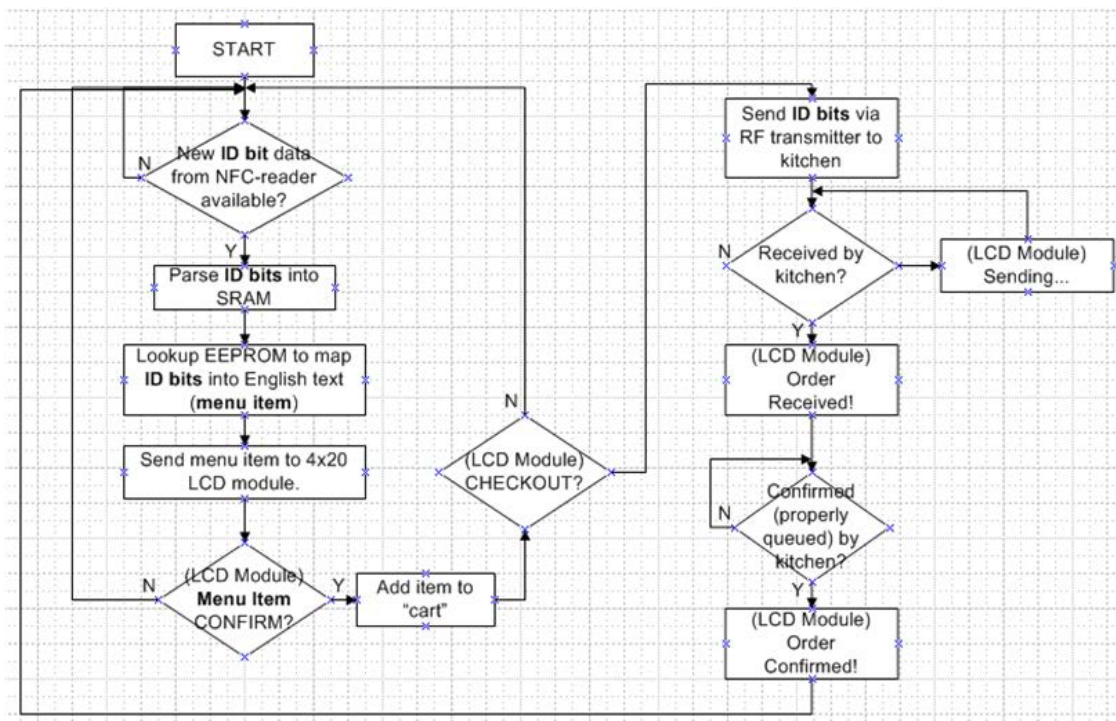 START
New ID bit data
from NFC-reader
available?
N
Y
Parse ID bits into
SRAM
Lookup EEPROM to map
ID bits into English text
(menu item)
Send menu item to 4x20
LCD module.
(LCD Module)
Menu Item
CONFIRM?
N
Y
Add item to
“cart”
(LCD Module)
CHECKOUT?
N
Send ID bits via
RF transmitter to
kitchen
Received by
kitchen?
N
(LCD Module)
Sending...
Y
(LCD Module)
Order
Received!
Confirmed
(properly
queued) by
kitchen?
N
Y
(LCD Module)
Order
Confirmed!